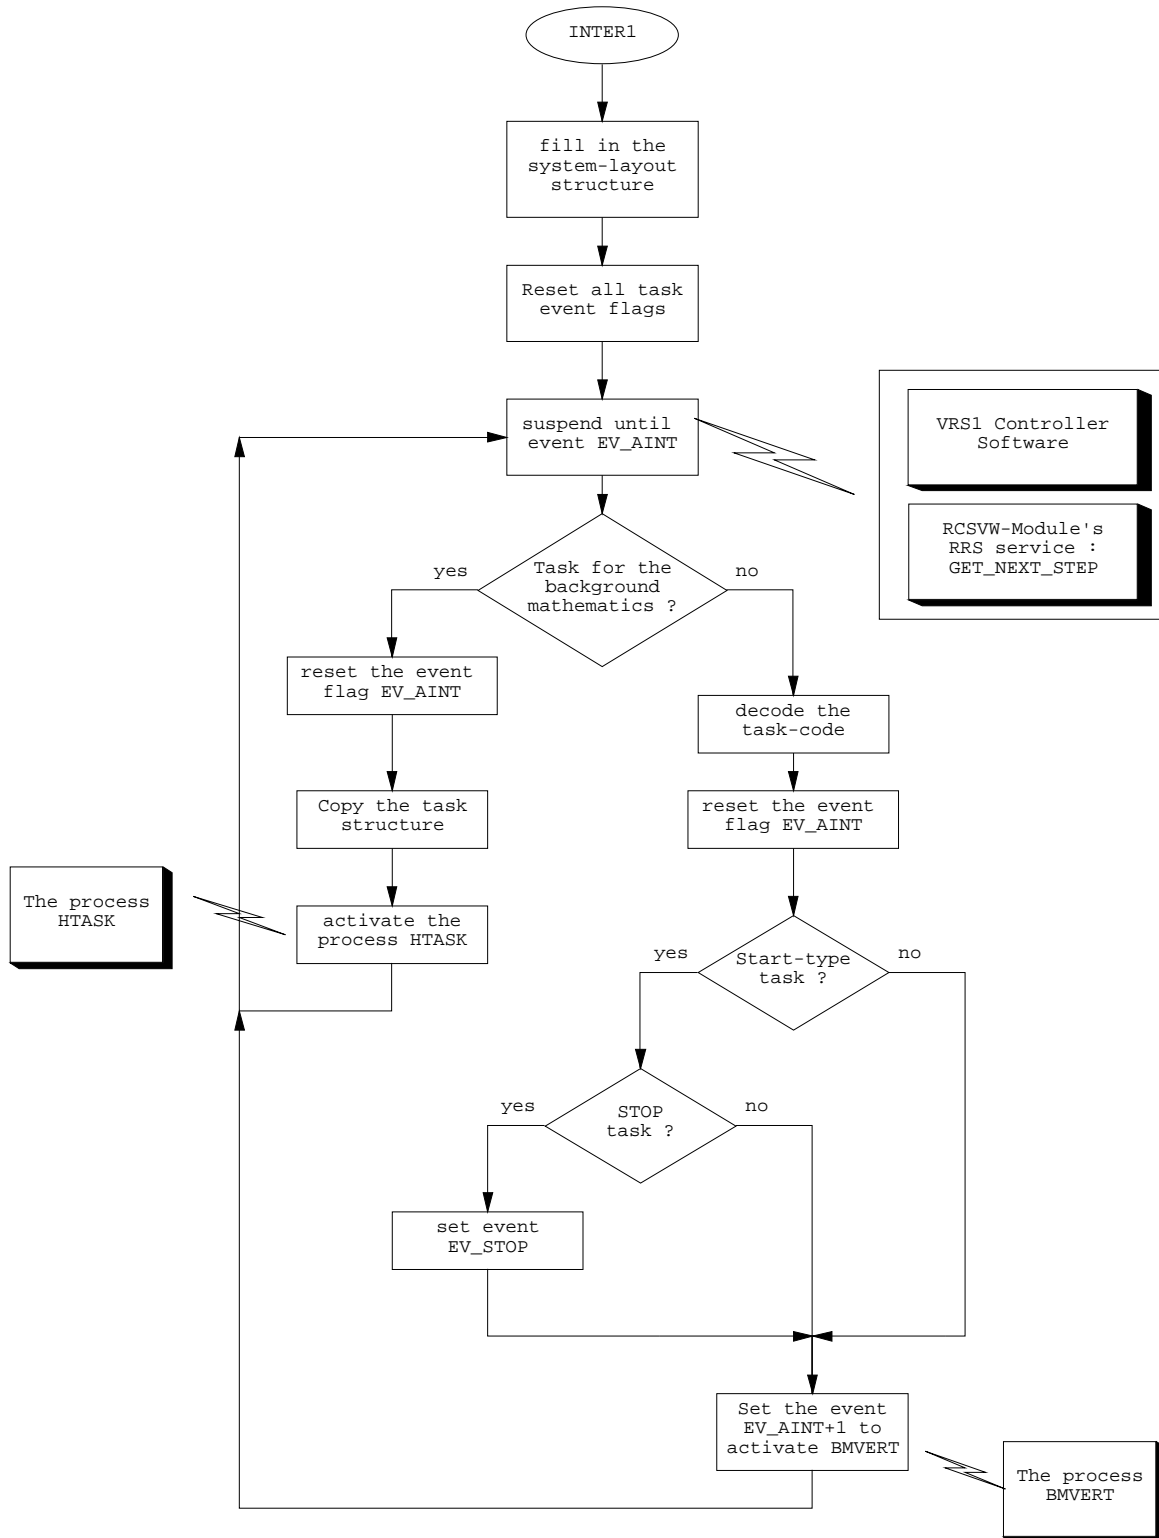 INTER1
fill in the
system-layout
structure
Reset all task
event flags
suspend until
event EV_AINT
VRS1 Controller
Software
RCSVW-Module's
RRS service :
GET_NEXT_STEP
yes
Task for the
background
mathematics ?
no
reset the event
flag EV_AINT
decode the
task-code
Copy the task
structure
reset the event
flag EV_AINT
The process
HTASK
activate the
process HTASK
yes
Start-type
task ?
no
yes
STOP
task ?
no
set event
EV_STOP
Set the event
EV_AINT+1 to
activate BMVERT
The process
BMVERT